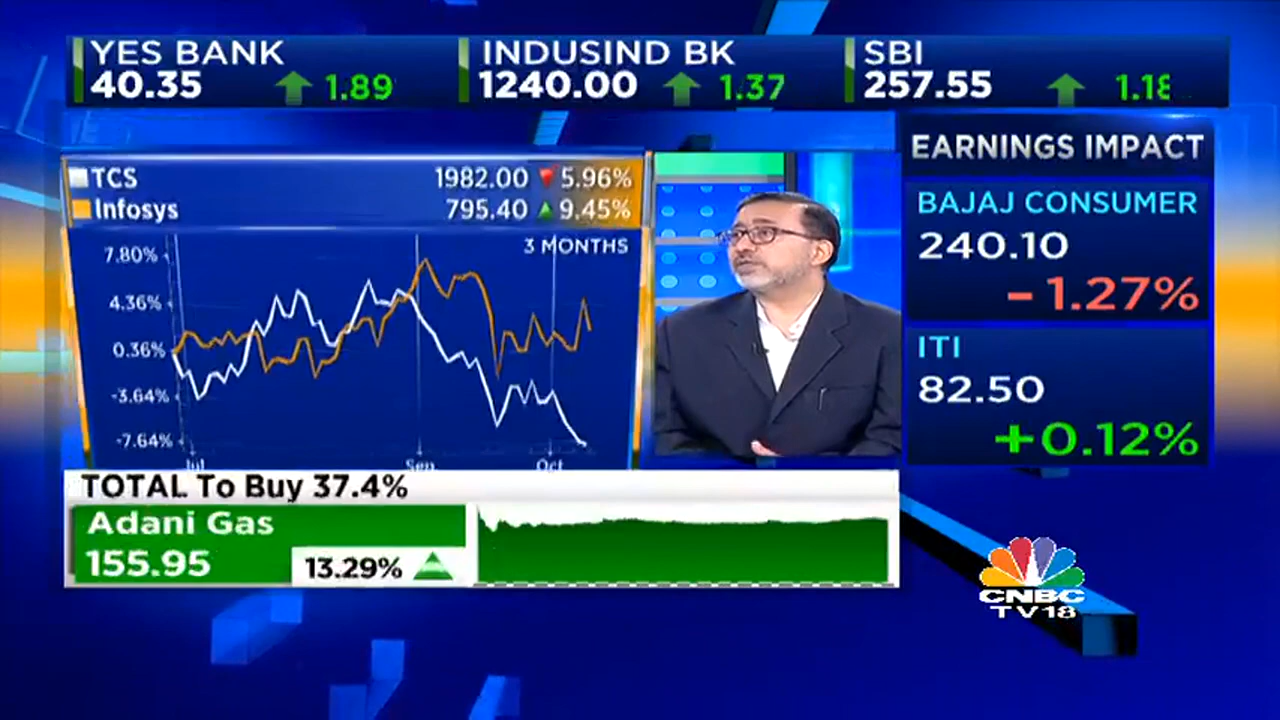 YES BANK
40.35 1.89
INDUSIND BK
1240.00 1.37
SBI
257.55 1.18
TCS 1982.00 5.96%
Infosys 795.40 9.45%
3 MONTHS
7.80%
4.36%
0.36%
-3.64%
-7.64%
Jul Sep Oct
EARNINGS IMPACT
BAJAJ CONSUMER
240.10
-1.27%
ITI
82.50
+0.12%
TOTAL To Buy 37.4%
Adani Gas
155.95 13.29%
CNBC
TV18